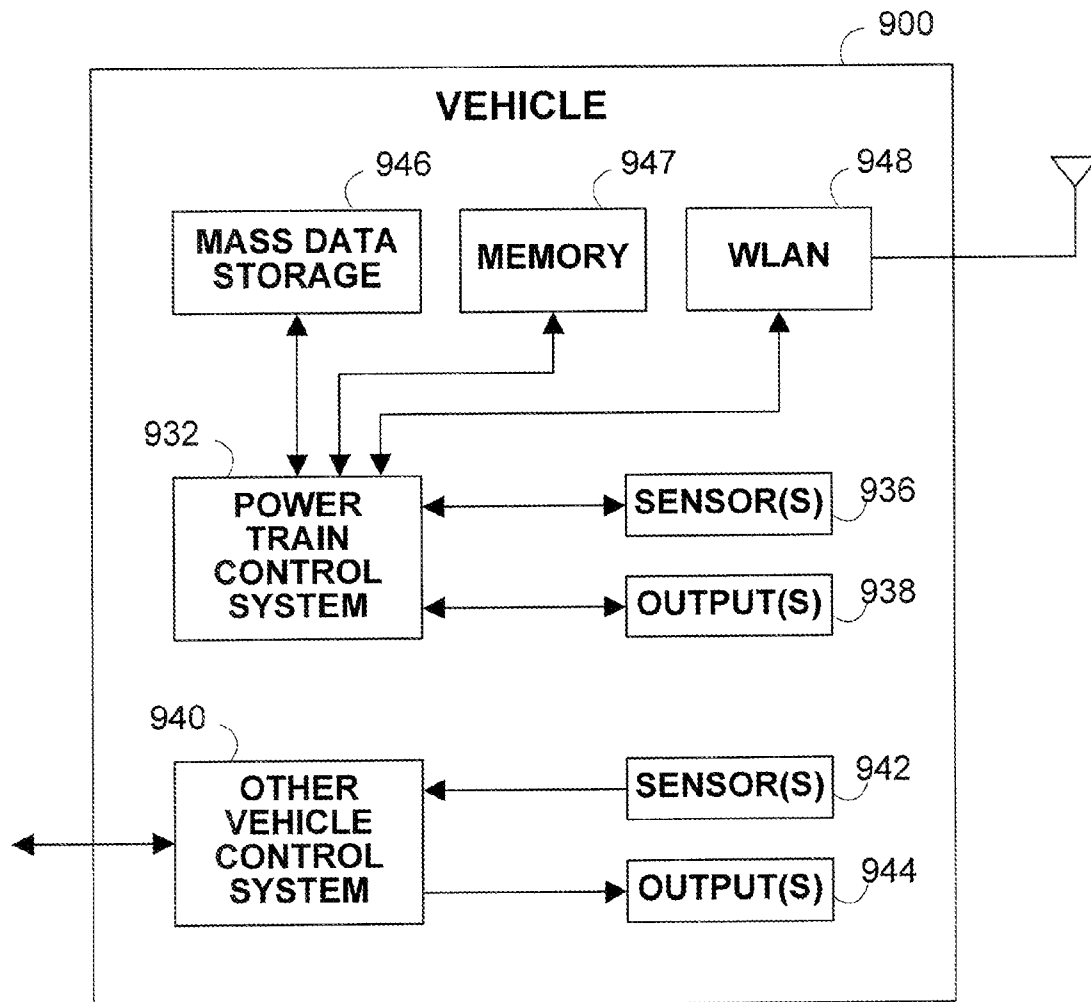 900
VEHICLE
946
947
948
MASS DATA
STORAGE
MEMORY
WLAN
932
POWER
TRAIN
CONTROL
SYSTEM
SENSOR(S)
936
OUTPUT(S)
938
940
OTHER
VEHICLE
CONTROL
SYSTEM
SENSOR(S)
942
OUTPUT(S)
944